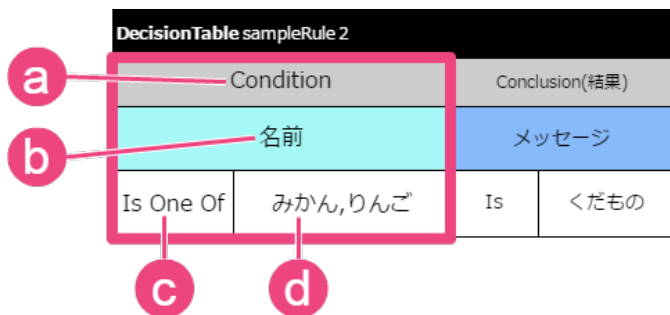 DecisionTable sampleRule 2
a
Condition
Conclusion(結果)
b
名前
メッセージ
Is One Of
みかん,りんご
Is
くだもの
c
d